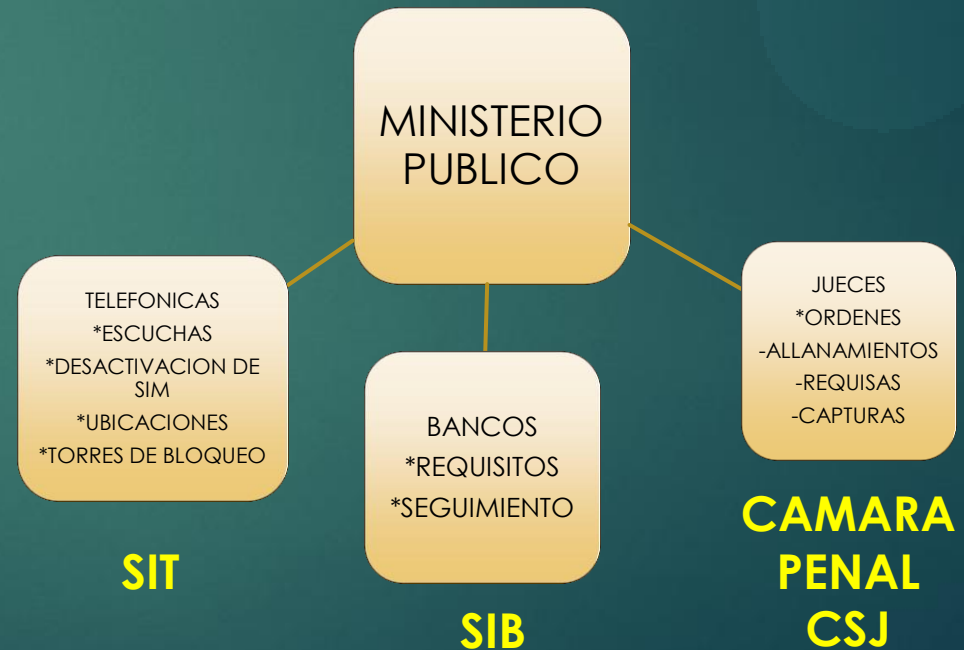 MINISTERIO
PUBLICO
TELEFONICAS
*ESCUCHAS
*DESACTIVACION DE
SIM
*UBICACIONES
*TORRES DE BLOQUEO
SIT
BANCOS
*REQUISITOS
*SEGUIMIENTO
SIB
JUECES
*ORDENES
-ALLANAMIENTOS
-REQUISAS
-CAPTURAS
CAMARA
PENAL
CSJ